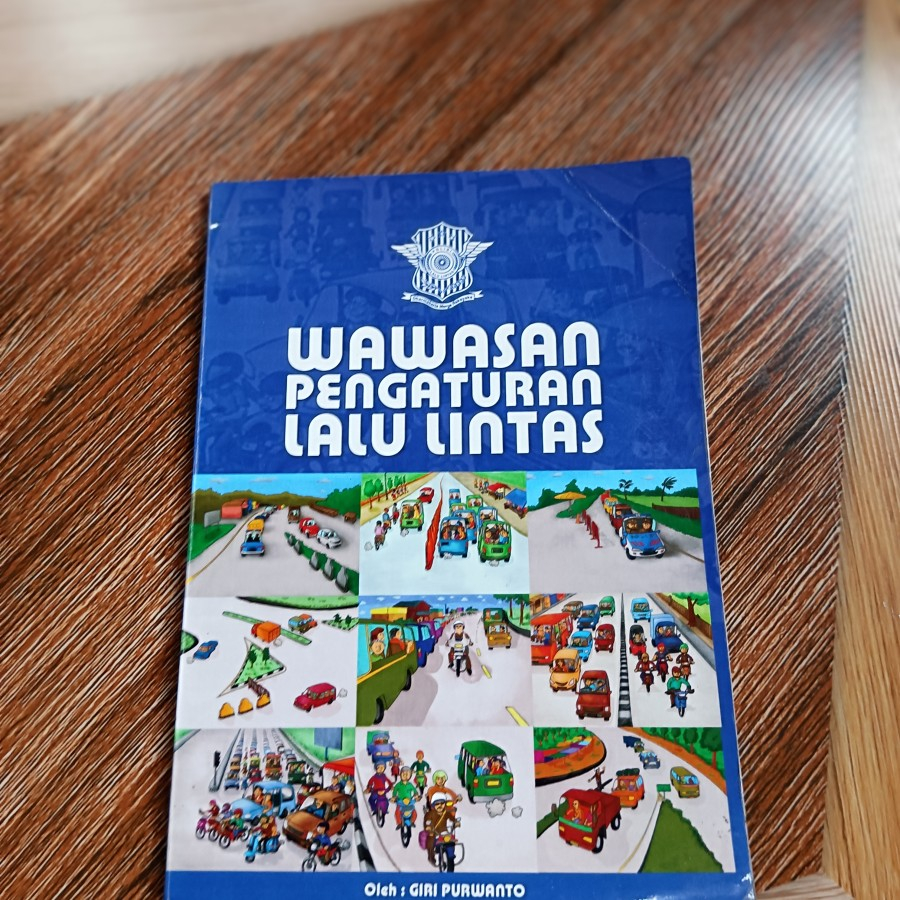 WAWASAN
PENGATURAN
LALU LINTAS
Oleh : GIRI PURWANTO